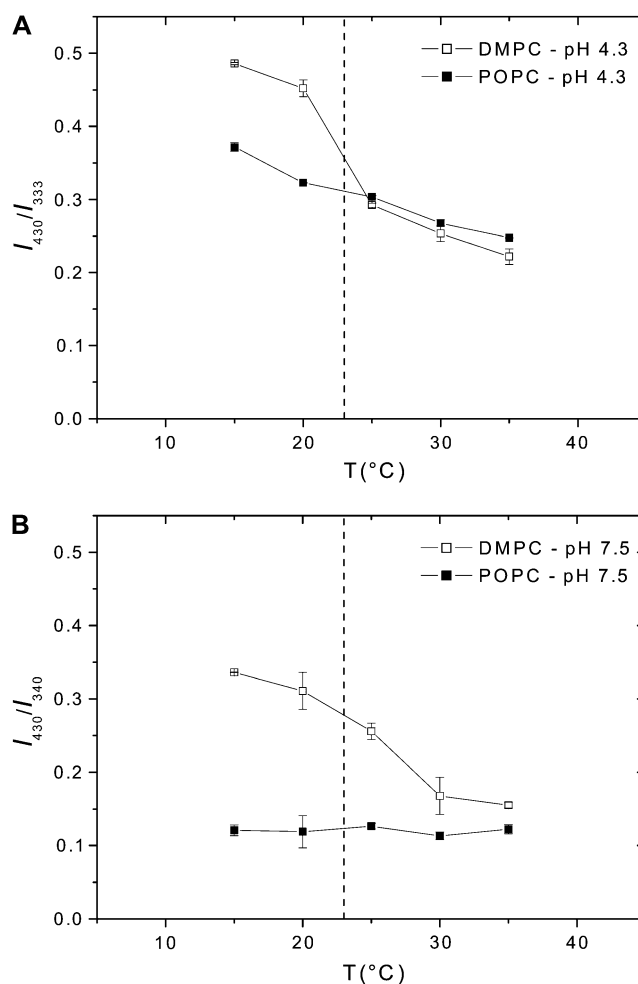 A
0.5
0.4
0.3
0.2
0.1
0.0
I430/I333
DMPC - pH 4.3
POPC - pH 4.3
10 20 30 40
T(°C)
B
0.5
0.4
0.3
0.2
0.1
0.0
I430/I340
DMPC - pH 7.5
POPC - pH 7.5
10 20 30 40
T(°C)